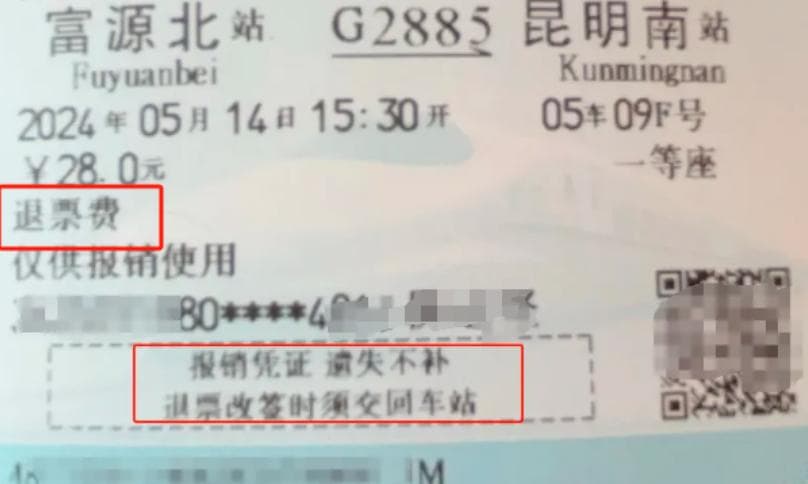 富源北站 G2885 昆明南站
Fuyuanbei Kunmingnan
2024年05月14日15:30开 05车09F号
￥28.0元 一等座
退票费
仅供报销使用
80****4
报销凭证 遗失不补
退票改签时须交回车站
M